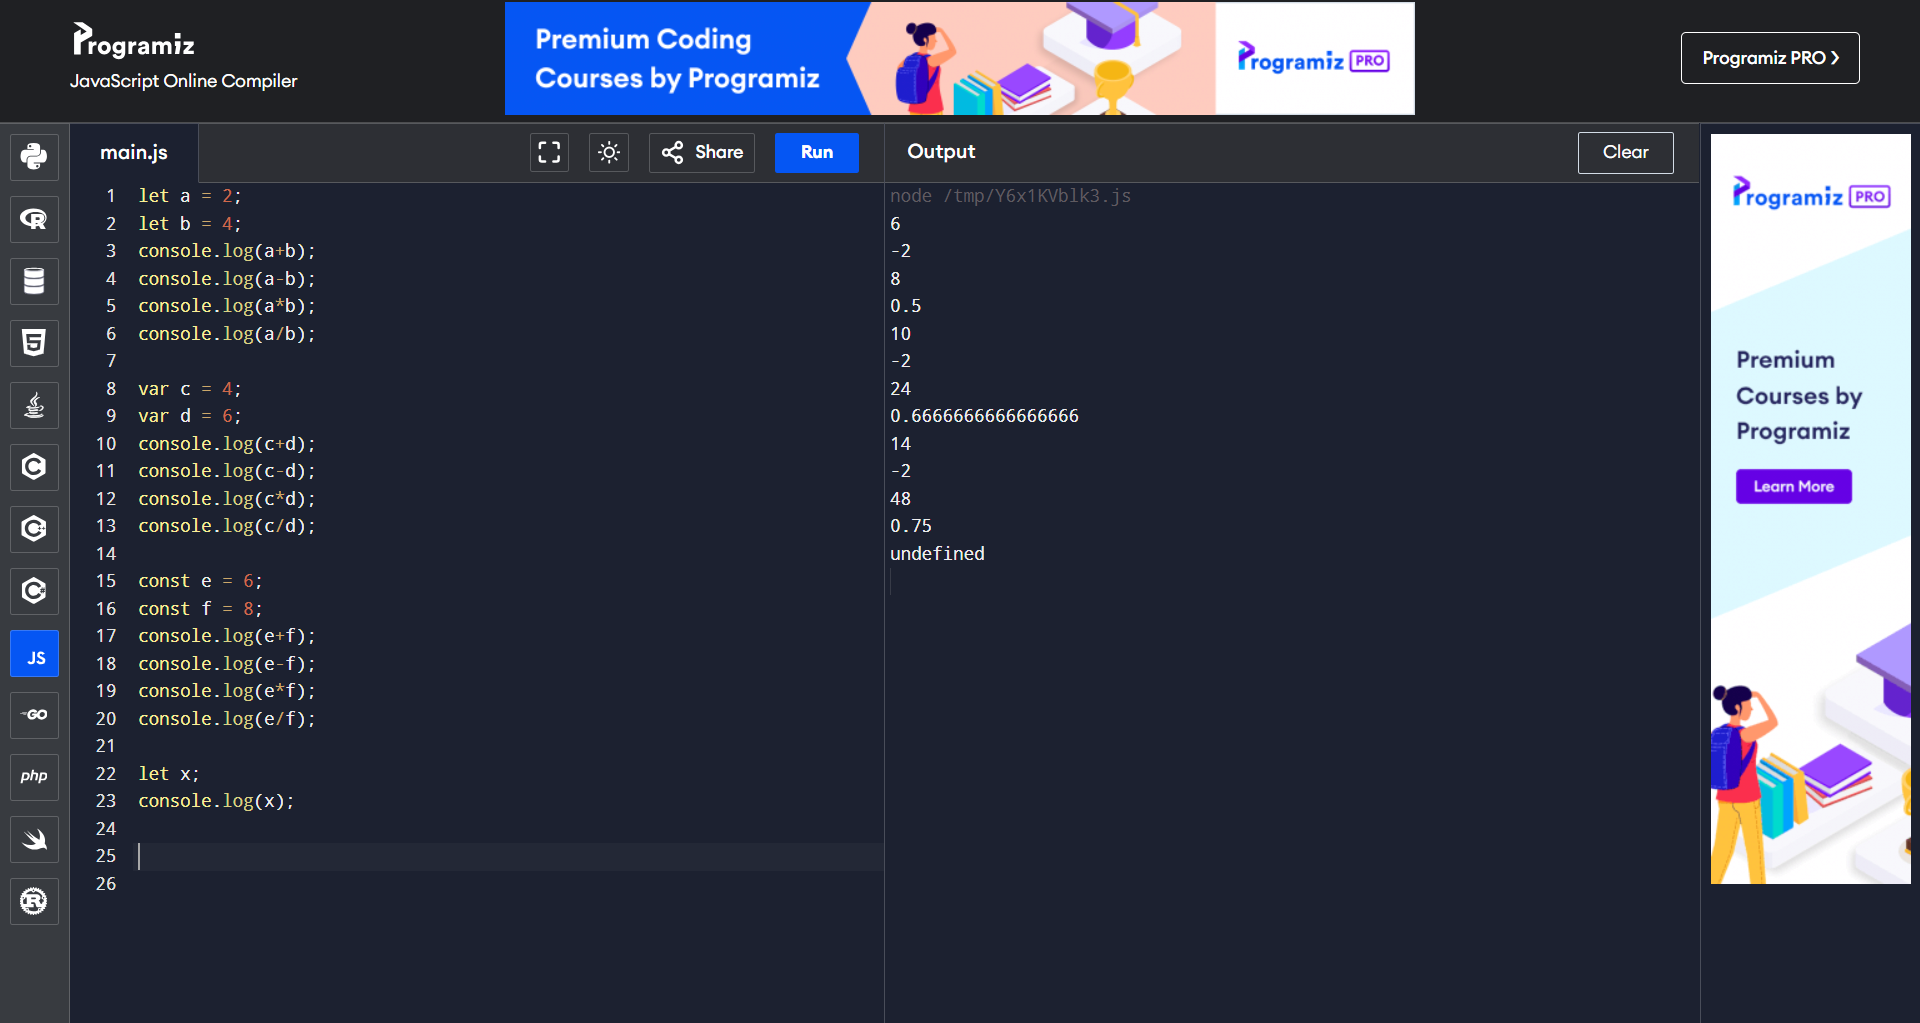 Programiz
JavaScript Online Compiler
Premium Coding
Courses by Programiz
Programiz PRO
Programiz PRO ❯
main.js
Share
Run
Output
Clear
1 let a = 2;
2 let b = 4;
3 console.log(a+b);
4 console.log(a-b);
5 console.log(a*b);
6 console.log(a/b);
7
8 var c = 4;
9 var d = 6;
10 console.log(c+d);
11 console.log(c-d);
12 console.log(c*d);
13 console.log(c/d);
14
15 const e = 6;
16 const f = 8;
17 console.log(e+f);
18 console.log(e-f);
19 console.log(e*f);
20 console.log(e/f);
21
22 let x;
23 console.log(x);
24
25
26
node /tmp/Y6x1KVblk3.js
6
-2
8
0.5
10
-2
24
0.6666666666666666
14
-2
48
0.75
undefined
R
5
C
C
C
JS
GO
php
R
Programiz PRO
Premium
Courses by
Programiz
Learn More